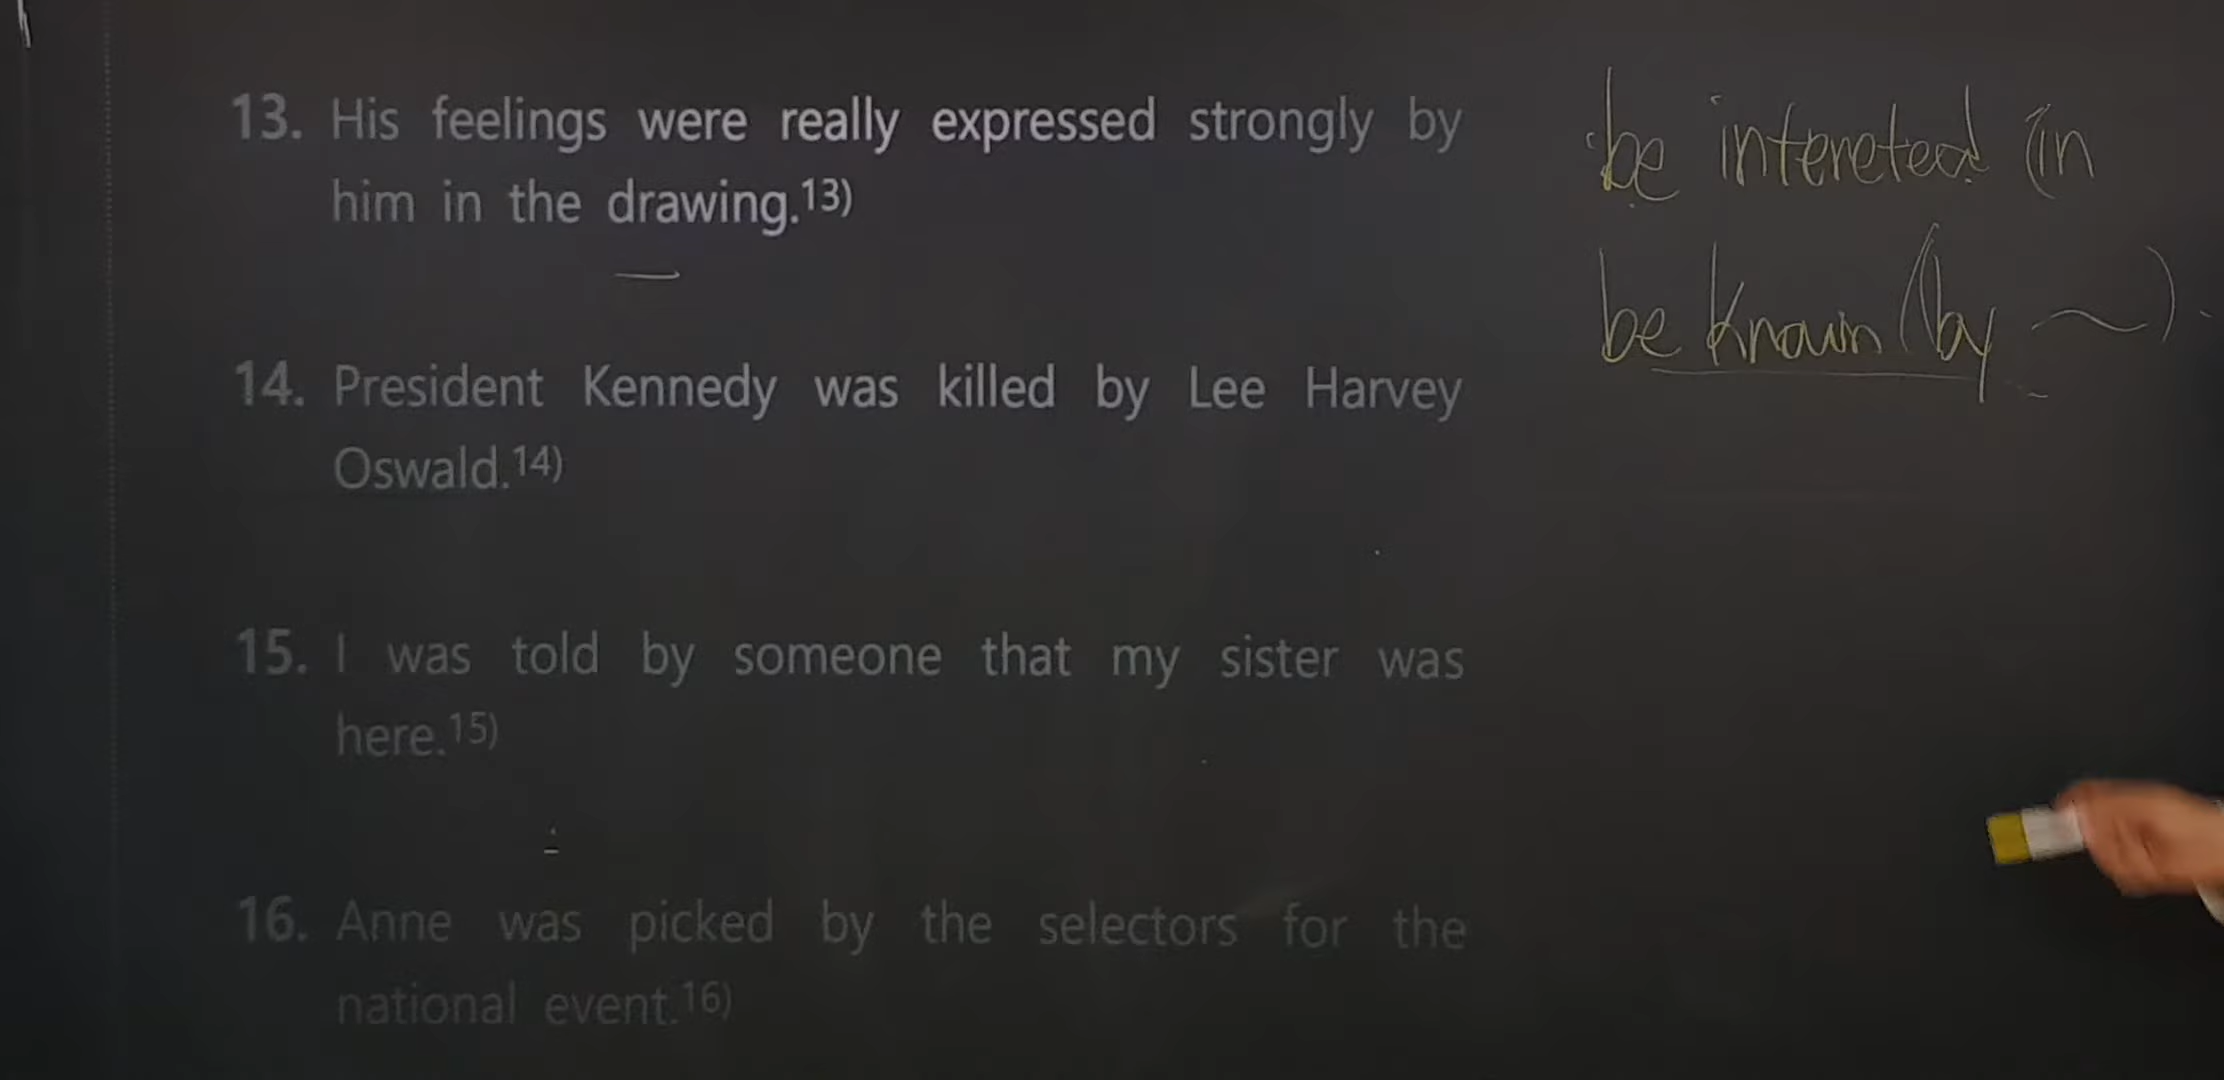 13. His feelings were really expressed strongly by
him in the drawing.13)
14. President Kennedy was killed by Lee Harvey
Oswald.14)
15. I was told by someone that my sister was
here.15)
16. Anne was picked by the selectors for the
national event.16)
be intereted (in
be known (by ~).